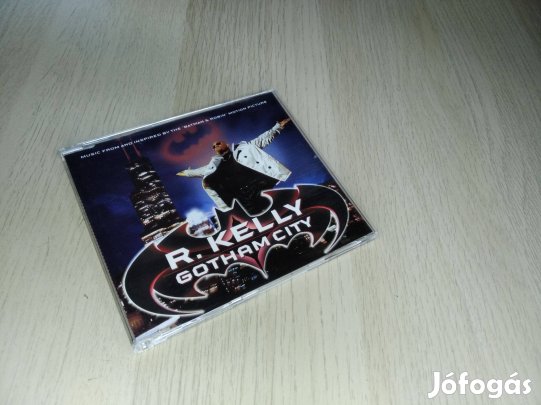 MUSIC FROM AND INSPIRED BY THE "BATMAN & ROBIN" MOTION PICTURE
R. KELLY
GOTHAM CITY
Jófogás